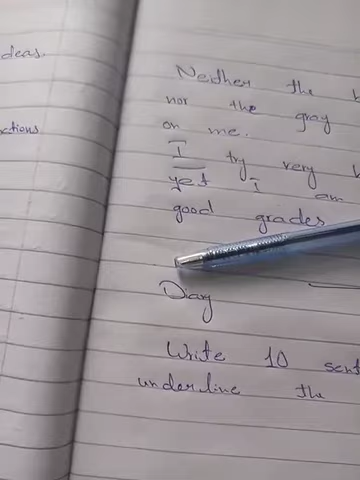 deas.
ctions
Neither the
nor the gray
on me.
I try very
yet i am
good grades
Day
Write 10 sent
underline the